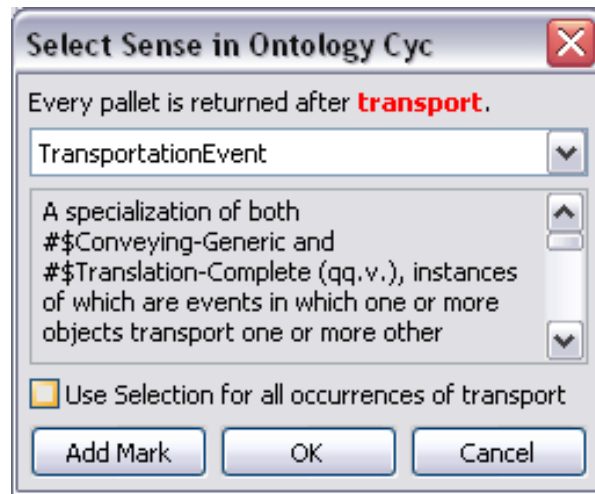 Select Sense in Ontology Cyc
Every pallet is returned after transport.
TransportationEvent
A specialization of both
#$Conveying-Generic and
#$Translation-Complete (qq.v.), instances
of which are events in which one or more
objects transport one or more other
Use Selection for all occurrences of transport
Add Mark OK Cancel